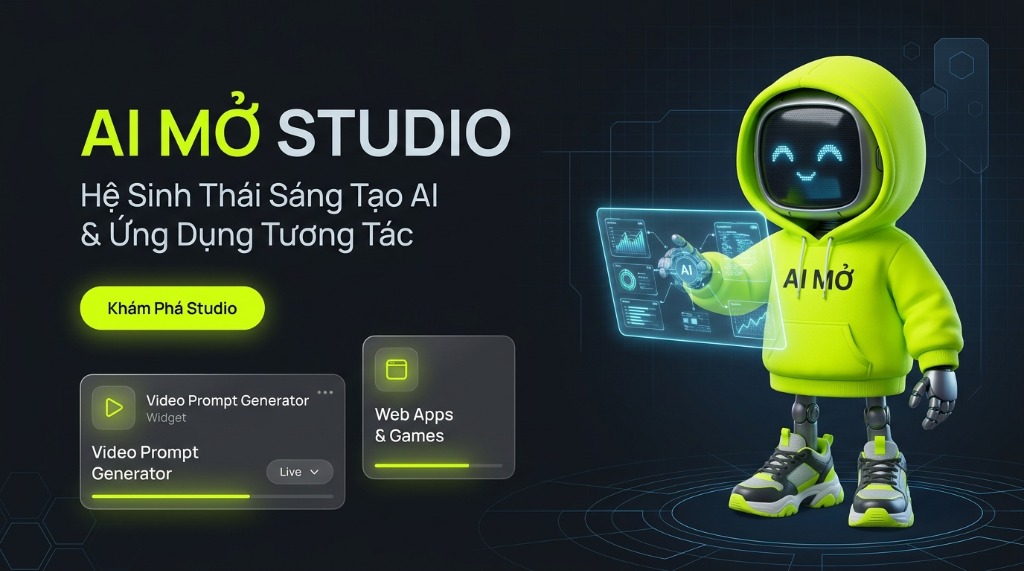 AI MỞ STUDIO
Hệ Sinh Thái Sáng Tạo AI
& Ứng Dụng Tương Tác
Khám Phá Studio
Video Prompt Generator
Widget
Video Prompt
Generator
Live
Web Apps
& Games
AI
AI MỞ